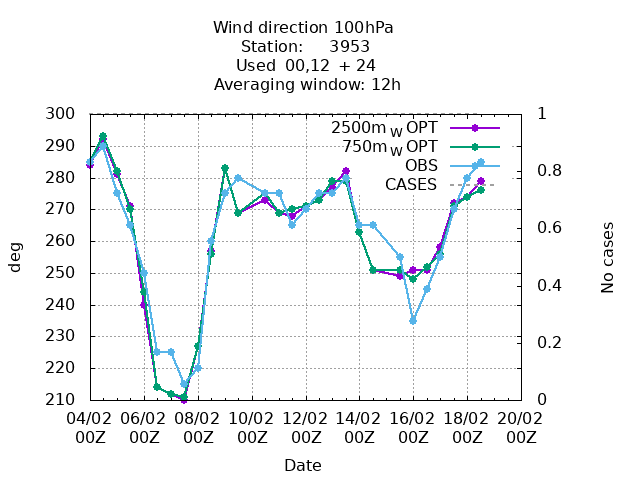 Wind direction 100hPa
Station:     3953
Used  00,12  + 24
Averaging window: 12h
300
290
280
270
260
250
240
230
220
210
deg
1
0.8
0.6
0.4
0.2
0
No cases
2500m_W OPT
750m_W OPT
OBS
CASES
04/02 06/02 08/02 10/02 12/02 14/02 16/02 18/02 20/02
00Z 00Z 00Z 00Z 00Z 00Z 00Z 00Z 00Z
Date